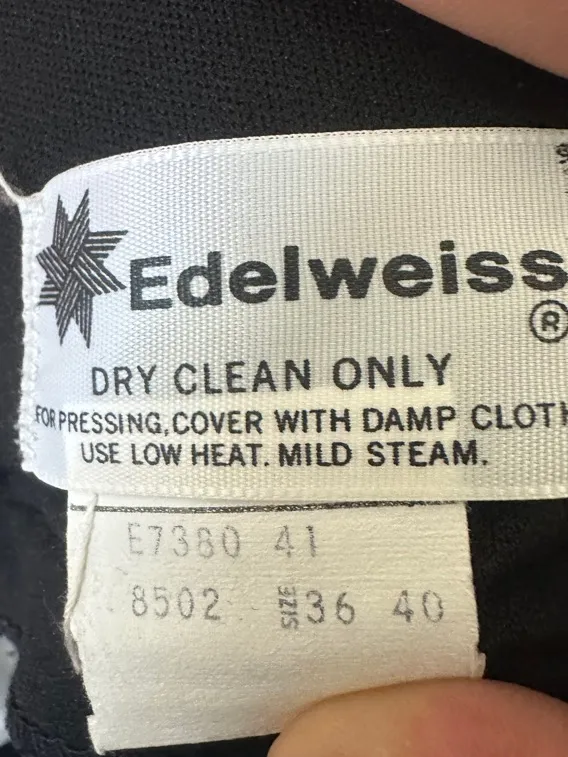 Edelweiss
®
DRY CLEAN ONLY
FOR PRESSING, COVER WITH DAMP CLOTH
USE LOW HEAT. MILD STEAM.
E7380 41
8502 SIZE 36 40